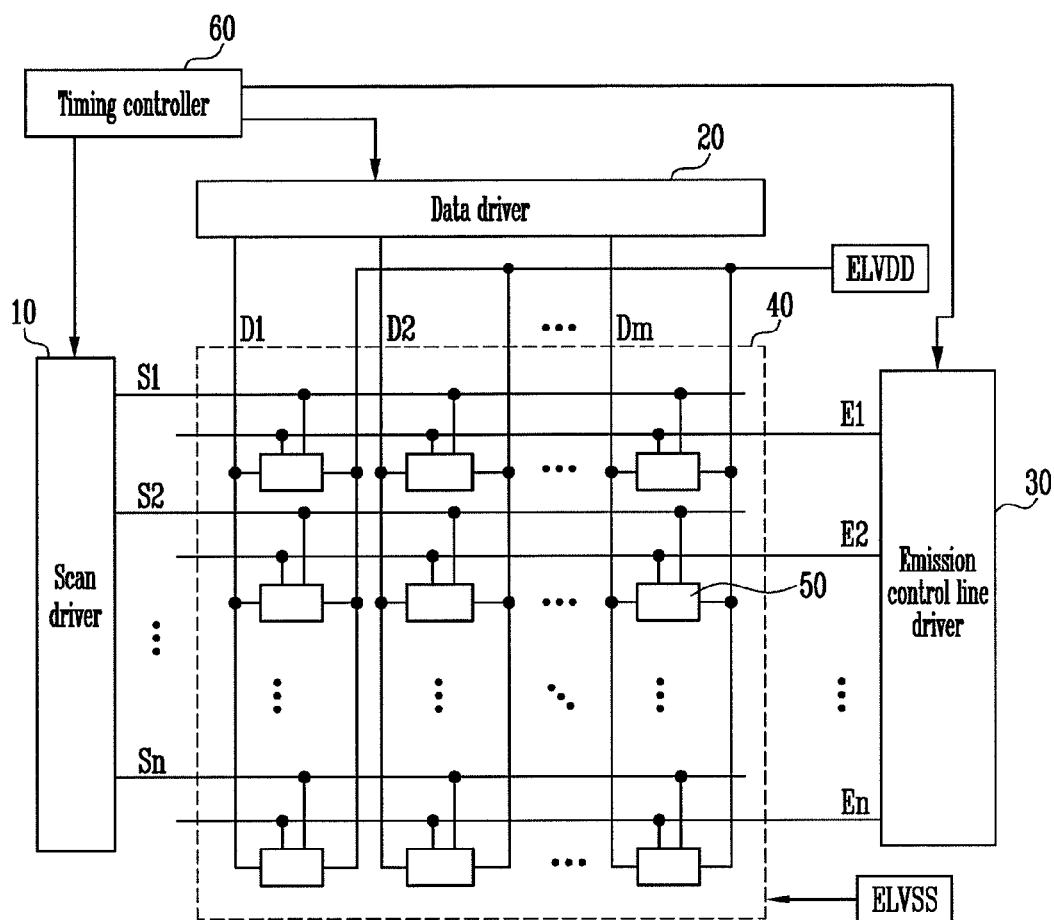 60
Timing controller
20
Data driver
ELVDD
10
D1
D2
Dm
40
S1
E1
S2
E2
30
Scan
driver
50
Emission
control line
driver
Sn
En
ELVSS